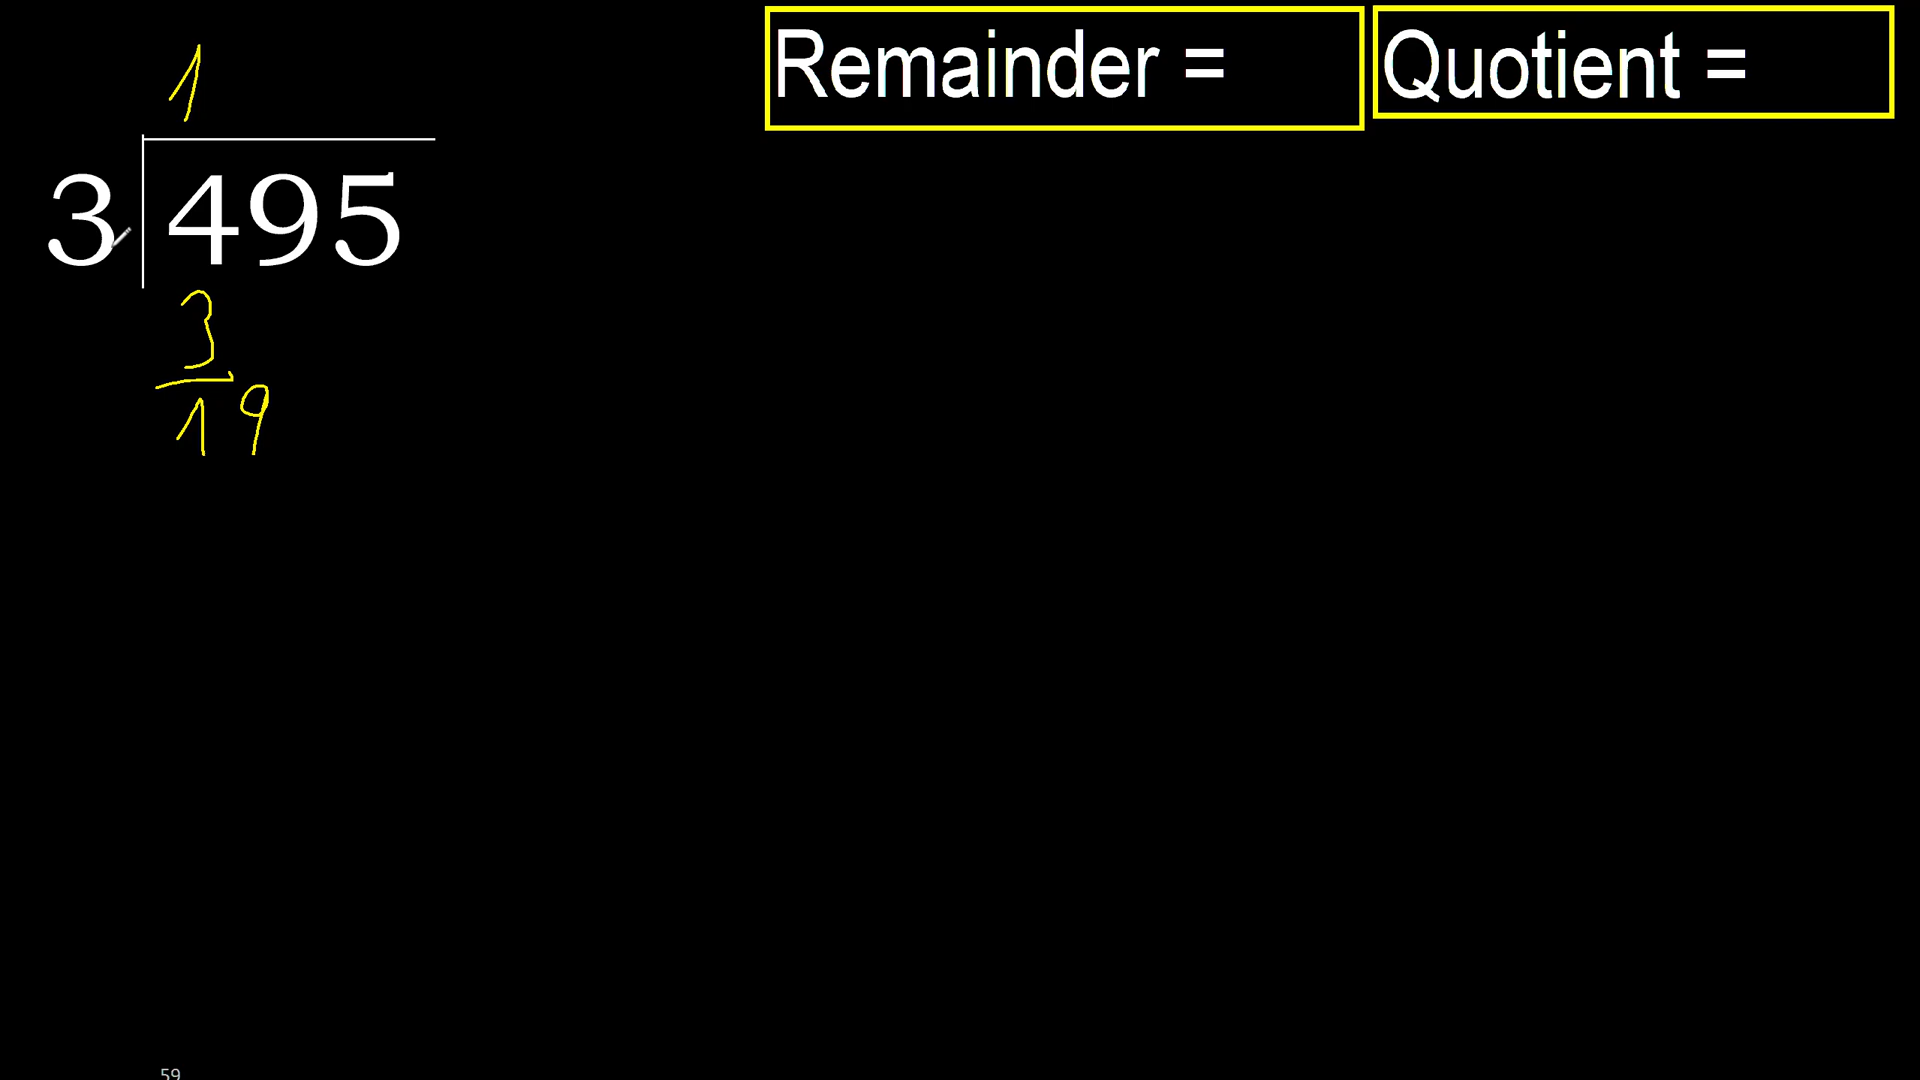 1
3 495
3
19
Remainder =
Quotient =
59